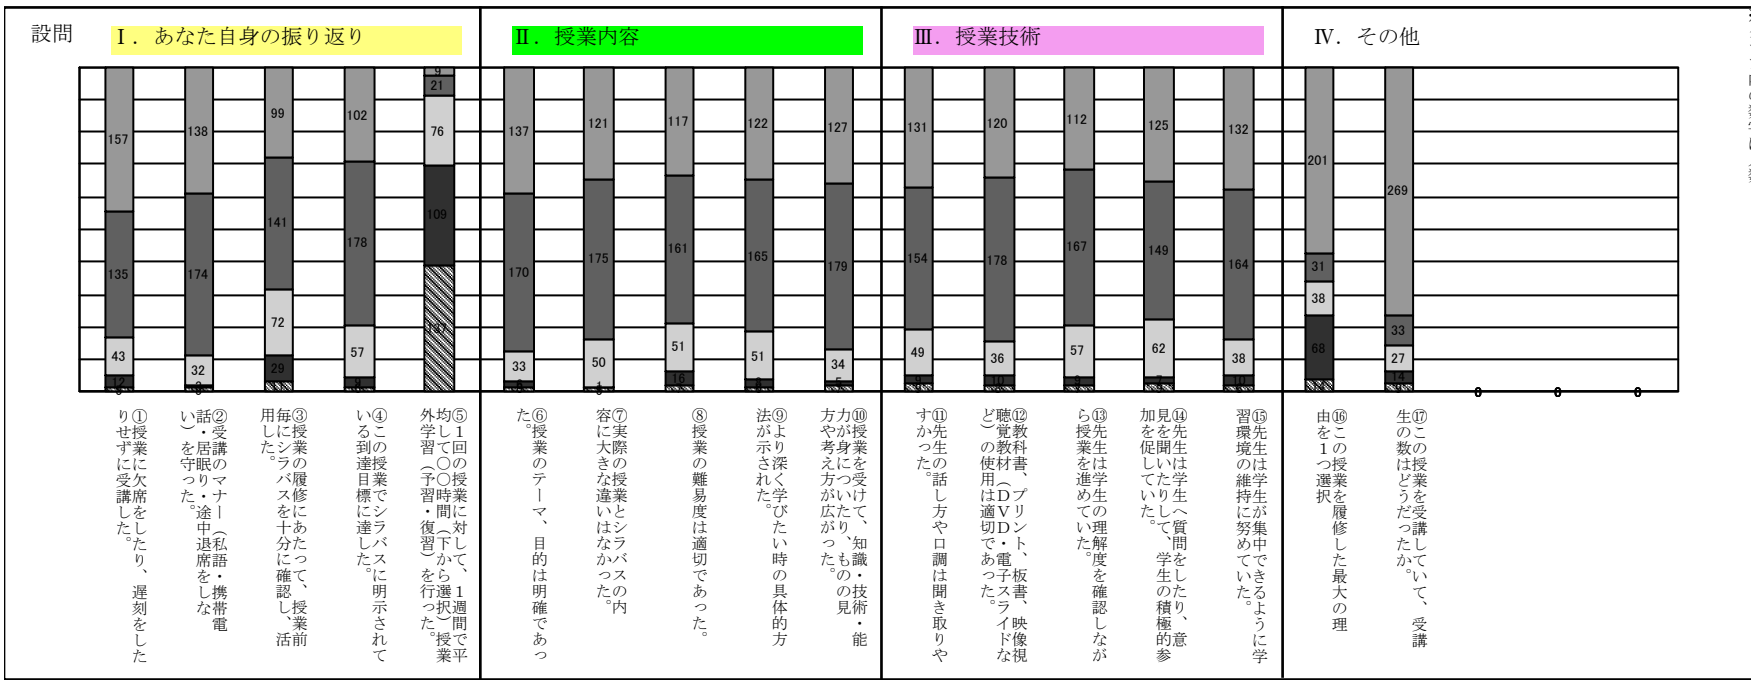 設問
Ⅰ．あなた自身の振り返り
Ⅱ．授業内容
Ⅲ．授業技術
Ⅳ．その他
157
135
43
12
138
174
32
99
141
72
29
11
102
178
57
9
21
76
109
137
137
170
33
121
175
50
1
117
161
51
16
122
165
51
127
179
34
5
131
154
49
9
120
178
36
10
112
167
57
9
125
149
62
7
132
164
38
10
201
31
38
68
269
33
27
14
9
0
0
0
①授業に欠席をしたり、遅刻をした
りせずに受講した。
②受講のマナー（私語・携帯電
話・居眠り・途中退席をしな
い）を守った。
③授業の履修にあたって、授業前
毎にシラバスを十分に確認し、活
用した。
④この授業でシラバスに明示されて
いる到達目標に達した。
⑤１回の授業に対して、１週間で平
均して〇〇時間（下から選択）授業
外学習（予習・復習）を行った。
⑥授業のテーマ、目的は明確であっ
た。
⑦実際の授業とシラバスの内
容に大きな違いはなかった。
⑧授業の難易度は適切であった。
⑨より深く学びたい時の具体的方
法が示された。
⑩授業を受けて、知識・技術・能
力が身についたり、ものの見
方や考え方が広がった。
⑪先生の話し方や口調は聞き取りや
すかった。
⑫教科書、プリント、板書、映像視
聴覚教材（ＤＶＤ・電子スライドな
ど）の使用は適切であった。
⑬先生は学生の理解度を確認しなが
ら授業を進めていた。
⑭先生は学生へ質問をしたり、意
見を聞いたりして、学生の積極的参
加を促していた。
⑮先生は学生が集中できるように学
習環境の維持に努めていた。
⑯この授業を履修した最大の理
由を１つ選択
⑰この授業を受講していて、受講
生の数はどうだったか。